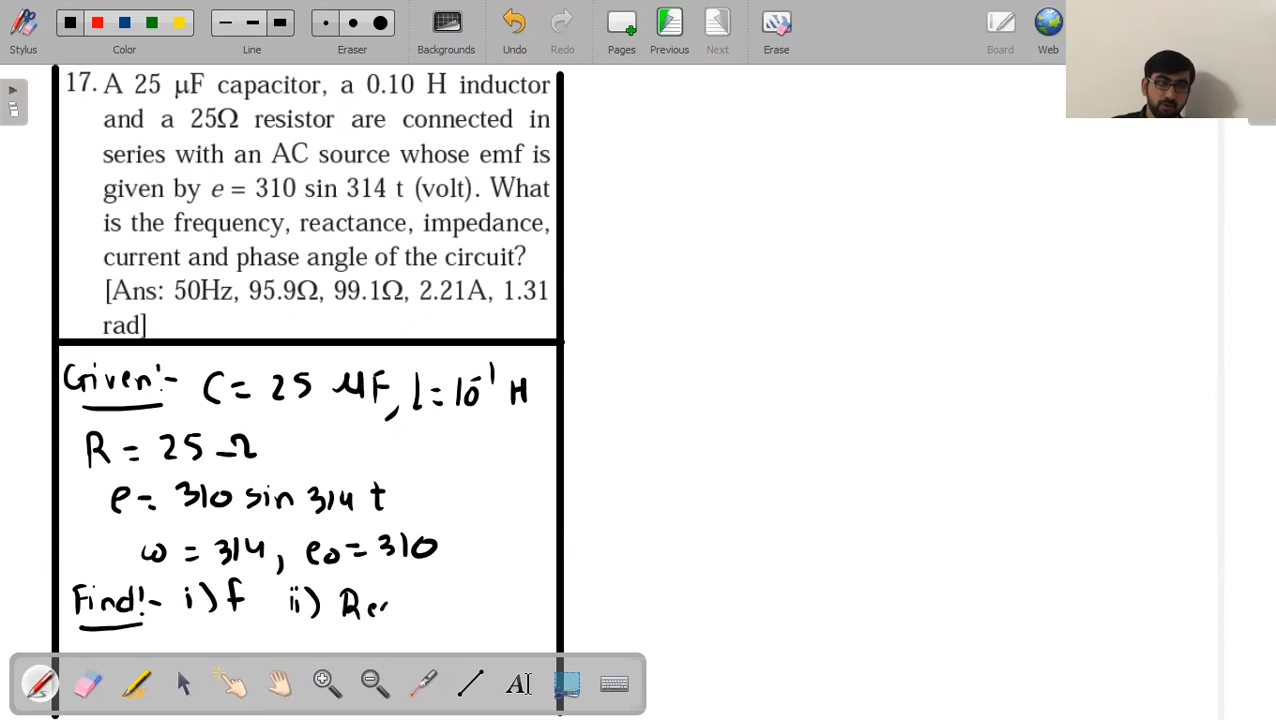 Stylus Color Line Eraser Backgrounds Undo Redo Pages Previous Next Erase Board Web
17. A 25 μF capacitor, a 0.10 H inductor
and a 25Ω resistor are connected in
series with an AC source whose emf is
given by e = 310 sin 314 t (volt). What
is the frequency, reactance, impedance,
current and phase angle of the circuit?
[Ans: 50Hz, 95.9Ω, 99.1Ω, 2.21A, 1.31
rad]
Given:- C = 25 μF, L = 10⁻¹ H
R = 25 Ω
e = 310 sin 314 t
ω = 314, e₀ = 310
Find:- i) f ii) Rec